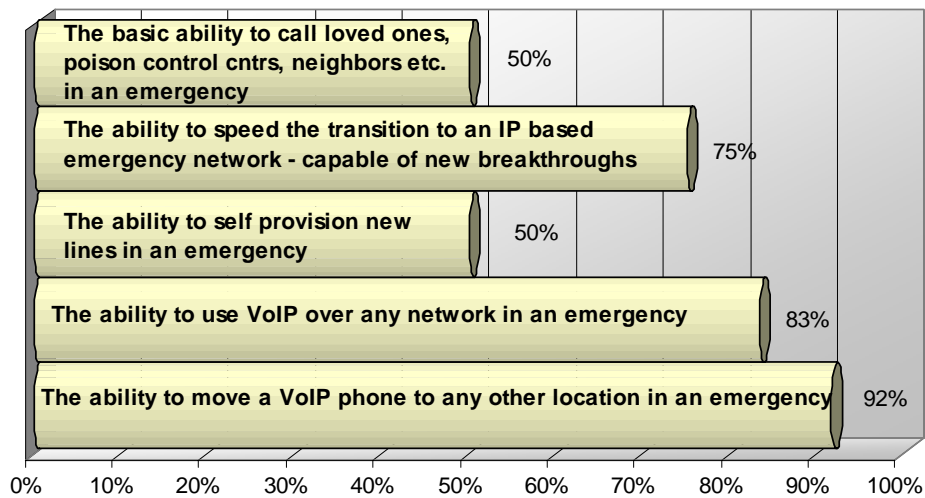 The basic ability to call loved ones,
poison control cntrs, neighbors etc.
in an emergency
50%
The ability to speed the transition to an IP based
emergency network - capable of new breakthroughs
75%
The ability to self provision new
lines in an emergency
50%
The ability to use VoIP over any network in an emergency
83%
The ability to move a VoIP phone to any other location in an emergency
92%
0% 10% 20% 30% 40% 50% 60% 70% 80% 90% 100%